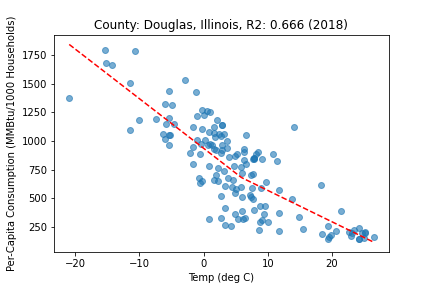 County: Douglas, Illinois, R2: 0.666 (2018)
Per-Capita Consumption (MMBtu/1000 Households)
1750
1500
1250
1000
750
500
250
−20 −10 0 10 20
Temp (deg C)